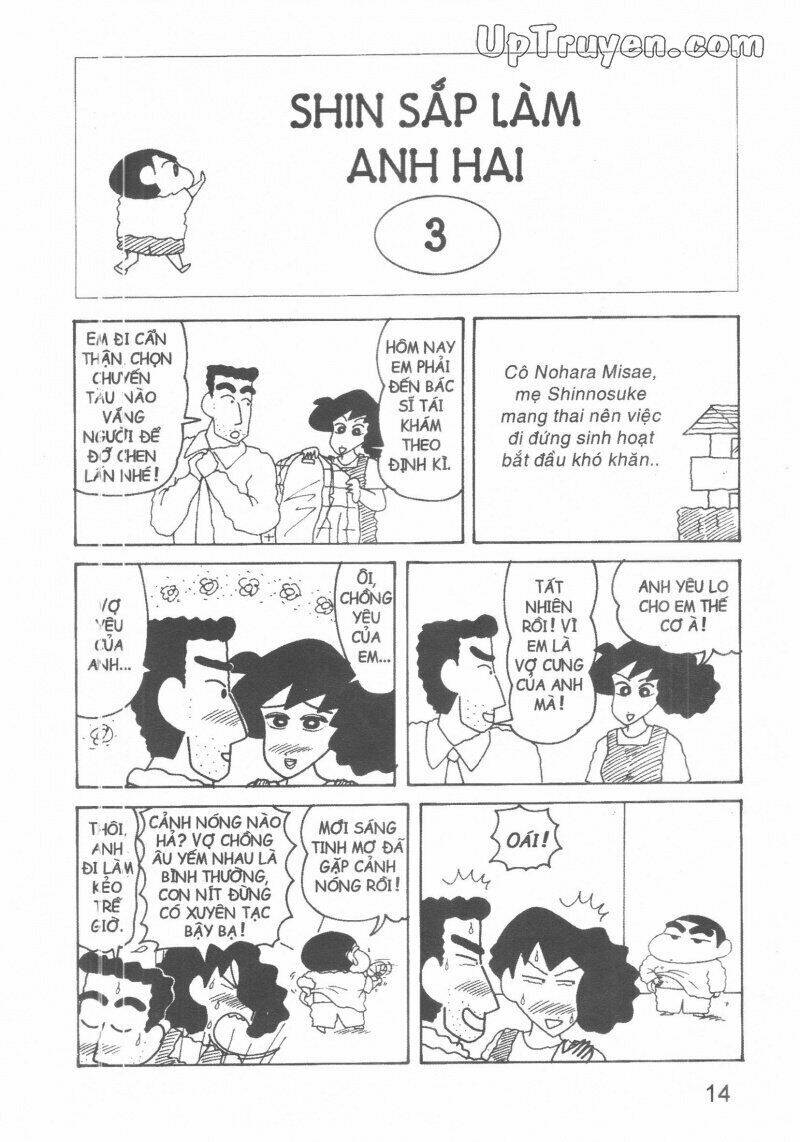 UpTruyen.com
SHIN SẮP LÀM
ANH HAI
3
Cô Nohara Misae,
mẹ Shinnosuke
mang thai nên việc
đi đứng sinh hoạt
bắt đầu khó khăn..
HÔM NAY
EM PHẢI
ĐẾN BÁC
SĨ TÁI
KHÁM
THEO
ĐỊNH KÌ.
EM ĐI CẨN
THẬN, CHỌN
CHUYẾN
TÀU NÀO
VẮNG
NGƯỜI ĐỂ
ĐỠ CHEN
LẤN NHÉ!
ANH YÊU LO
CHO EM THẾ
CƠ À!
TẤT
NHIÊN
RỒI! VÌ
EM LÀ
VỢ CƯNG
CỦA ANH
MÀ!
ÔI,
CHỒNG
YÊU
CỦA
EM...
VỢ
YÊU
CỦA
ANH...
OÁI!
MỚI SÁNG
TINH MƠ ĐÃ
GẶP CẢNH
NÓNG RỒI!
CẢNH NÓNG NÀO
HẢ? VỢ CHỒNG
ÂU YẾM NHAU LÀ
BÌNH THƯỜNG,
CON NÍT ĐỪNG
CÓ XUYÊN TẠC
BẬY BẠ!
THÔI,
ANH
ĐI LÀM
KẺO
TRỄ
GIỜ.
14